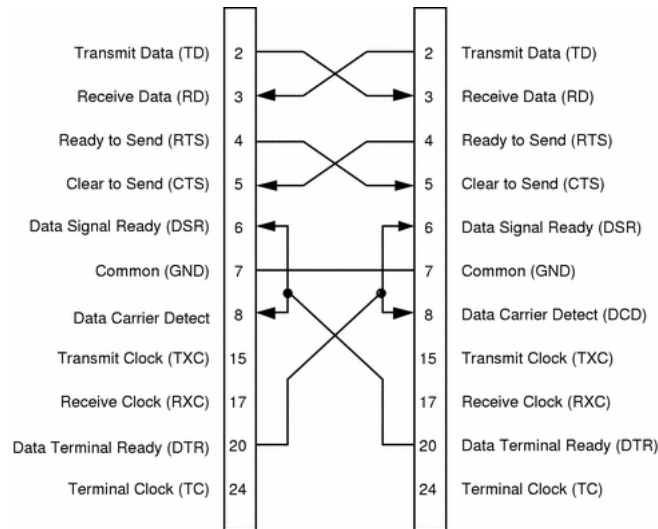 Transmit Data (TD) 2 2 Transmit Data (TD)
Receive Data (RD) 3 3 Receive Data (RD)
Ready to Send (RTS) 4 4 Ready to Send (RTS)
Clear to Send (CTS) 5 5 Clear to Send (CTS)
Data Signal Ready (DSR) 6 6 Data Signal Ready (DSR)
Common (GND) 7 7 Common (GND)
Data Carrier Detect 8 8 Data Carrier Detect (DCD)
Transmit Clock (TXC) 15 15 Transmit Clock (TXC)
Receive Clock (RXC) 17 17 Receive Clock (RXC)
Data Terminal Ready (DTR) 20 20 Data Terminal Ready (DTR)
Terminal Clock (TC) 24 24 Terminal Clock (TC)